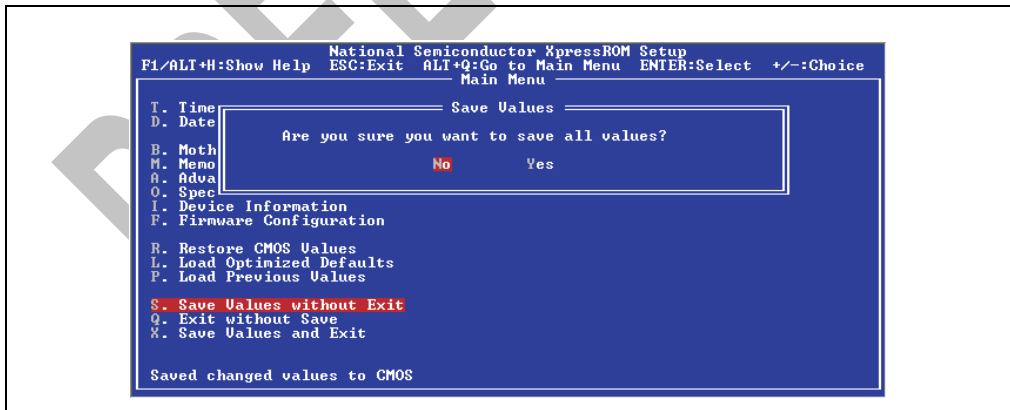 National Semiconductor XpressROM Setup
F1/ALT+H:Show Help ESC:Exit ALT+Q:Go to Main Menu ENTER:Select +/-:Choice
Main Menu
T. Time
Save Values
D. Date
Are you sure you want to save all values?
B. Moth
M. Memo
No Yes
A. Adva
O. Spec
I. Device Information
F. Firmware Configuration
R. Restore CMOS Values
L. Load Optimized Defaults
P. Load Previous Values
S. Save Values without Exit
Q. Exit without Save
X. Save Values and Exit
Saved changed values to CMOS